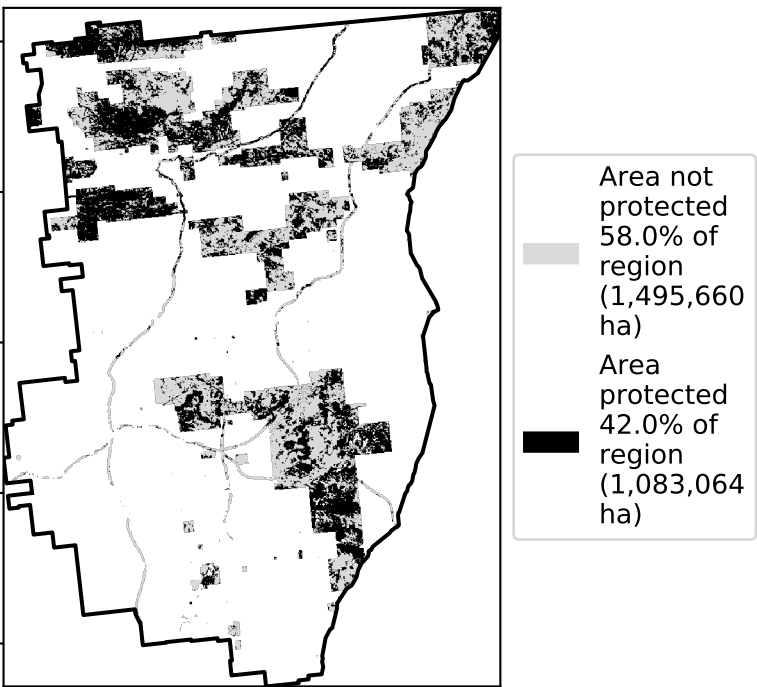 Area not
protected
58.0% of
region
(1,495,660
ha)
Area
protected
42.0% of
region
(1,083,064
ha)